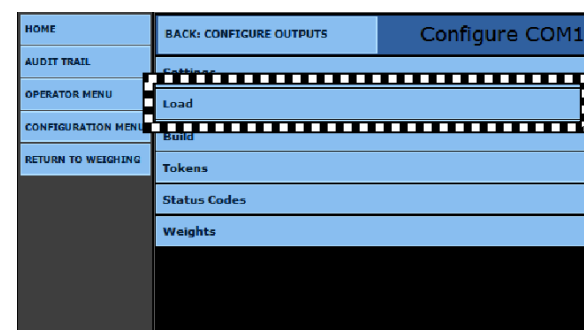 HOME
AUDIT TRAIL
OPERATOR MENU
CONFIGURATION MENU
RETURN TO WEIGHING
BACK: CONFIGURE OUTPUTS
Configure COM1
Settings
Load
Build
Tokens
Status Codes
Weights